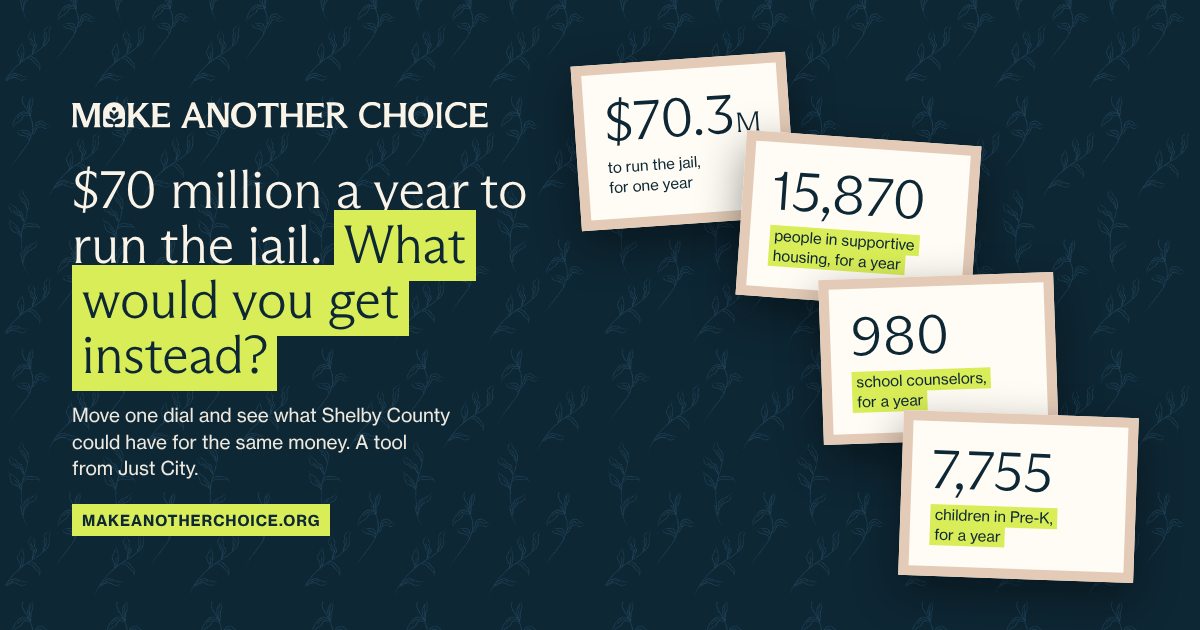 MAKE ANOTHER CHOICE
$70 million a year to
run the jail. What
would you get
instead?
Move one dial and see what Shelby County
could have for the same money. A tool
from Just City.
MAKEANOTHERCHOICE.ORG
$70.3M
to run the jail,
for one year
15,870
people in supportive
housing, for a year
980
school counselors,
for a year
7,755
children in Pre-K,
for a year